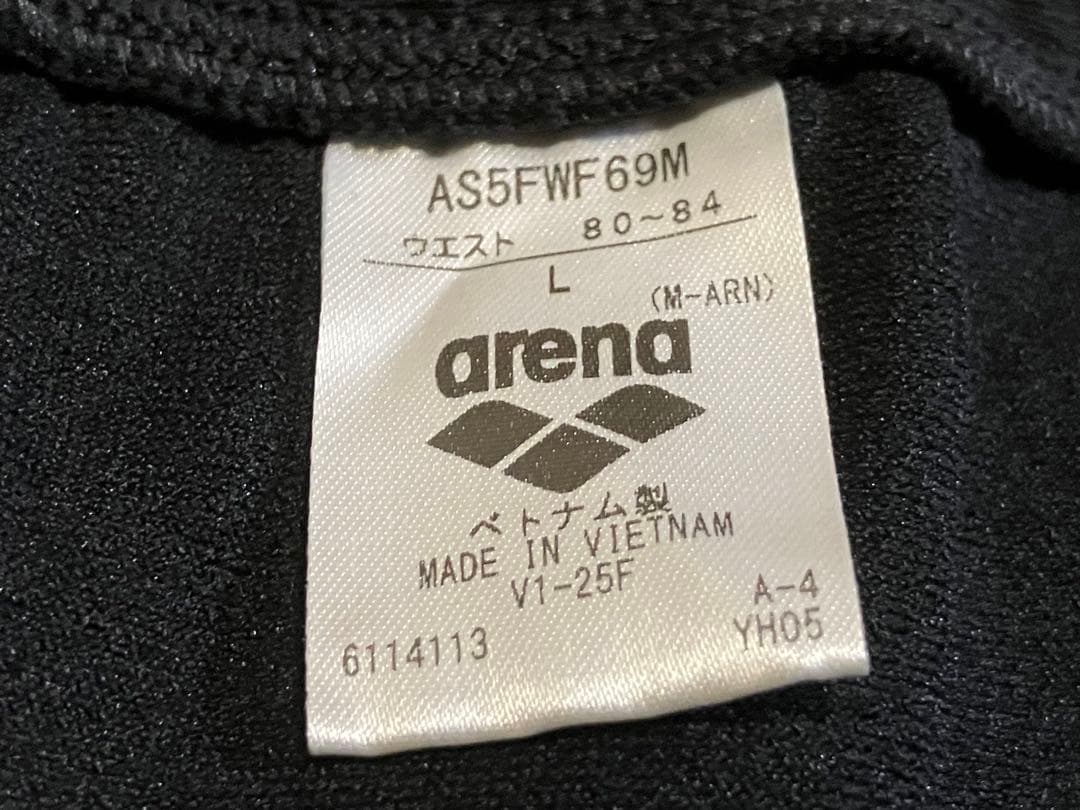 AS5FWF69M
ウエスト 80~84
L
(M-ARN)
arena
ベトナム製
MADE IN VIETNAM
V1-25F
A-4
6114113 YH05